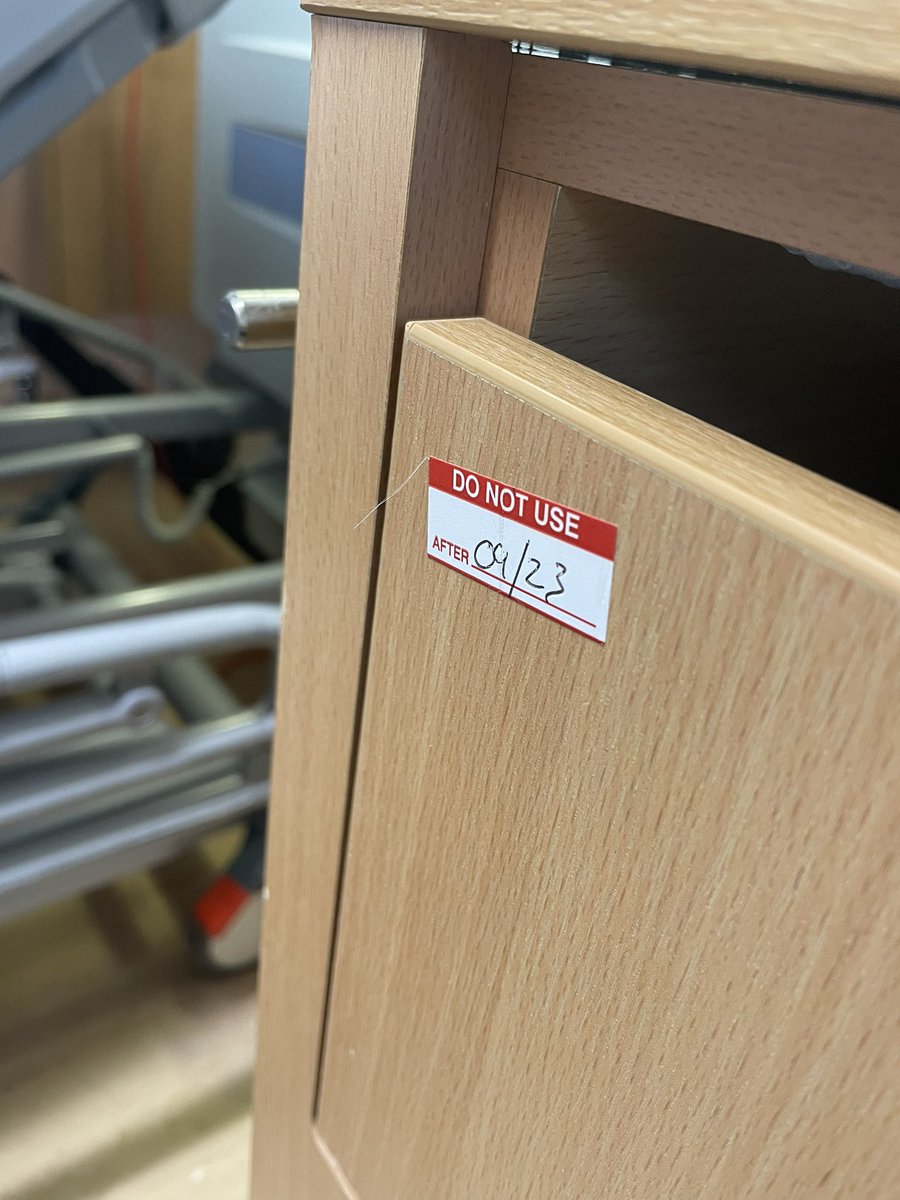 DO NOT USE
AFTER 09/23